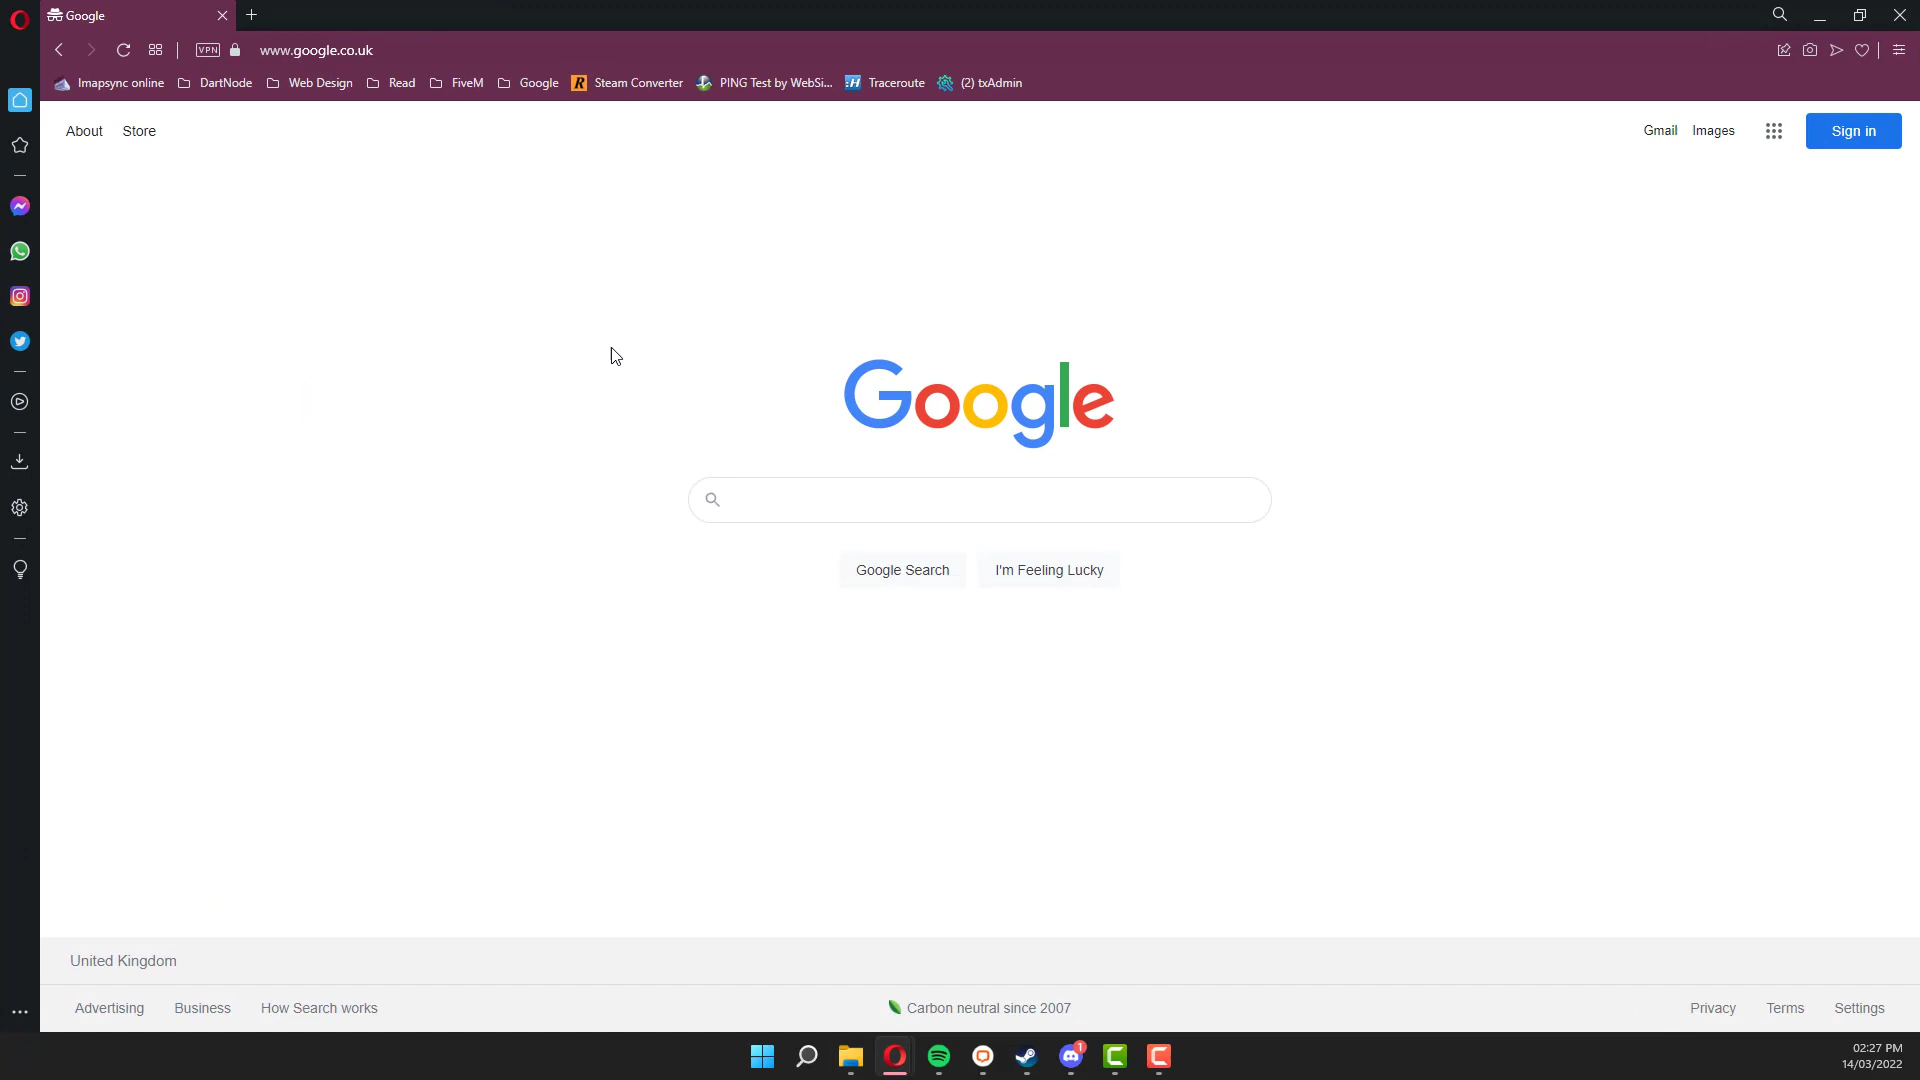 Google
VPN www.google.co.uk
Imapsync online DartNode Web Design Read FiveM Google Steam Converter PING Test by WebSi... Traceroute (2) txAdmin
About Store Gmail Images Sign in
Google
Google Search I'm Feeling Lucky
United Kingdom
Advertising Business How Search works Carbon neutral since 2007 Privacy Terms Settings
1
02:27 PM
14/03/2022